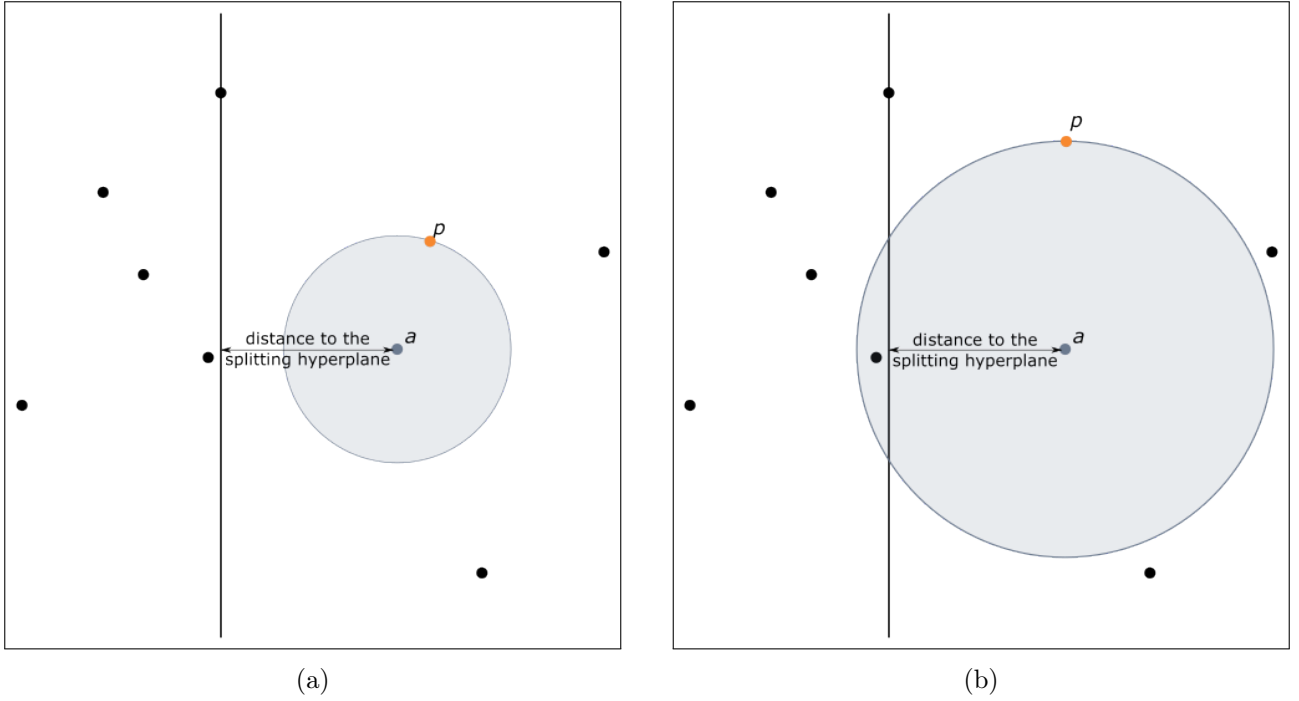 p
a
distance to the
splitting hyperplane
(a)
p
a
distance to the
splitting hyperplane
(b)